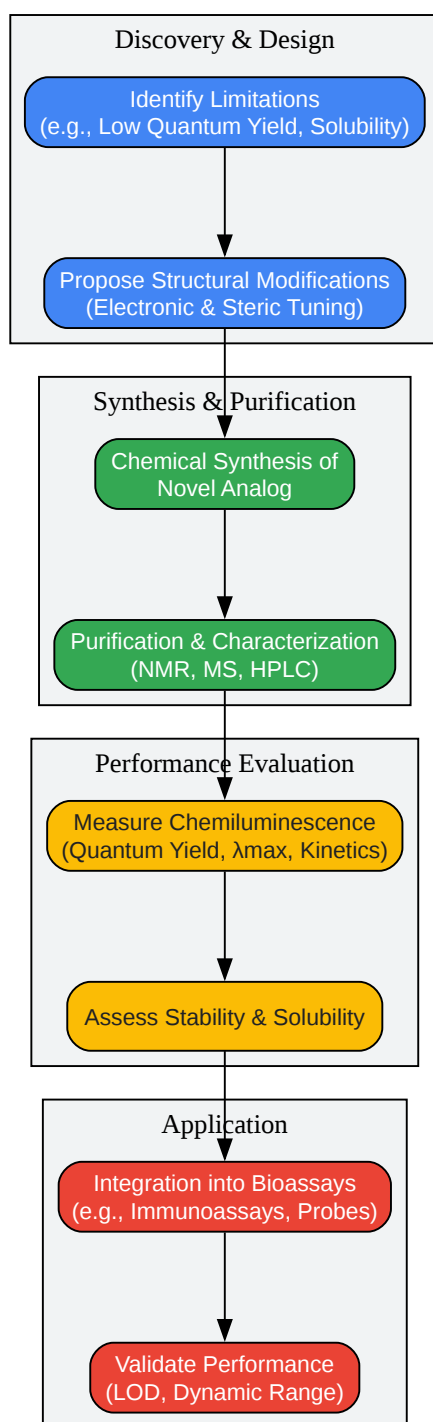 Discovery & Design
Identify Limitations
(e.g., Low Quantum Yield, Solubility)
Propose Structural Modifications
(Electronic & Steric Tuning)
Synthesis & Purification
Chemical Synthesis of
Novel Analog
Purification & Characterization
(NMR, MS, HPLC)
Performance Evaluation
Measure Chemiluminescence
(Quantum Yield, λmax, Kinetics)
Assess Stability & Solubility
Application
Integration into Bioassays
(e.g., Immunoassays, Probes)
Validate Performance
(LOD, Dynamic Range)